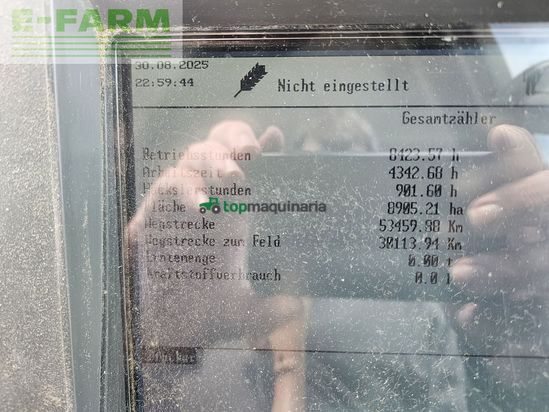 E-FARM
30.08.2025
22:59:44
Nicht eingestellt
Gesamtzähler
Betriebsstunden 8423.57 h
Arbeitszeit 4342.68 h
Häckslerstunden 901.60 h
Fläche 8905.21 ha
topmaquinaria
Wegstrecke 53459.88 Km
Wegstrecke zum Feld 30113.94 Km
Erntemenge 0.00 t
Kraftstoffverbrauch 0.0 l